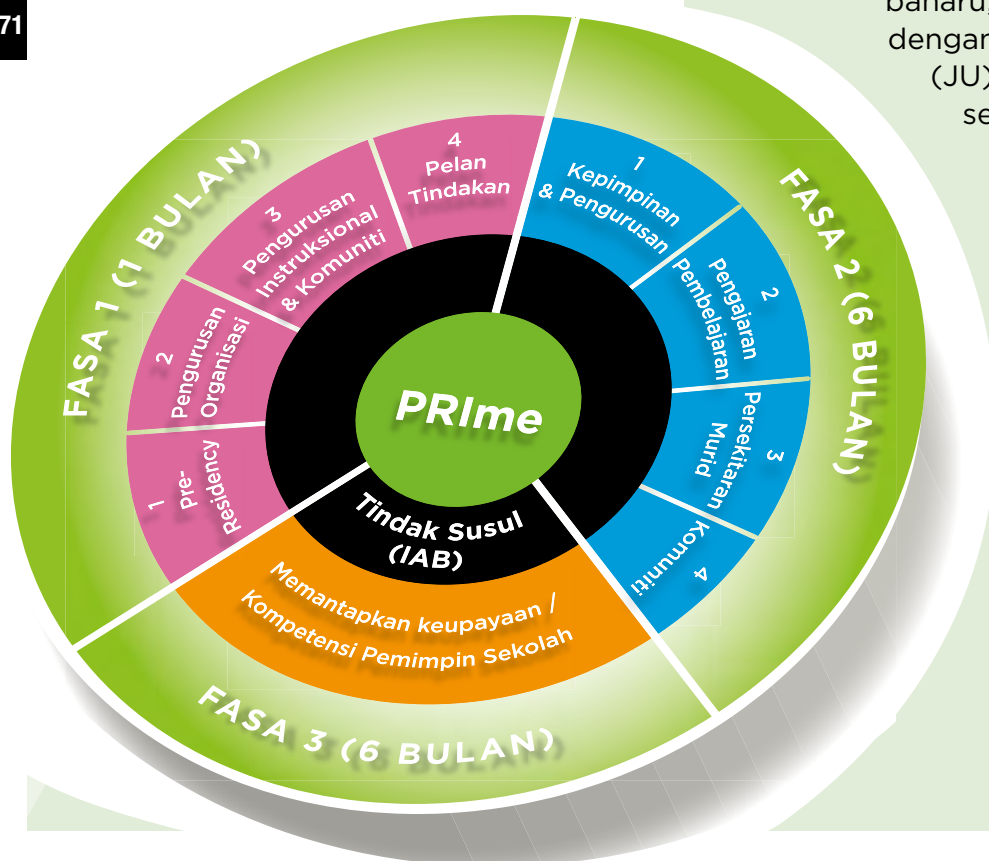 71
baharu,
dengan
(JU)
se
FASA 1 (1 BULAN)
1
Pre-
Residency
2
Pengurusan
Organisasi
3
Pengurusan
Instruksional
& Komuniti
4
Pelan
Tindakan
FASA 2 (6 BULAN)
1
Kepimpinan
& Pengurusan
2
Pengajaran
Pembelajaran
3
Persekitaran
Murid
4
Komuniti
PRIme
Tindak Susul
(IAB)
Memantapkan keupayaan /
Kompetensi Pemimpin Sekolah
FASA 3 (6 BULAN)